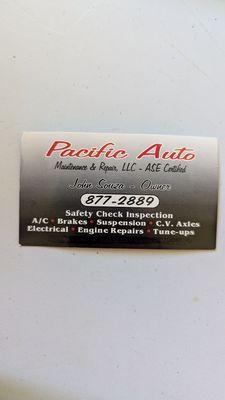 Pacific Auto
Maintenance & Repair, LLC - ASE Certified
John Souza - Owner
877-2889
Safety Check Inspection
A/C • Brakes • Suspension • C.V. Axles
Electrical • Engine Repairs • Tune-ups